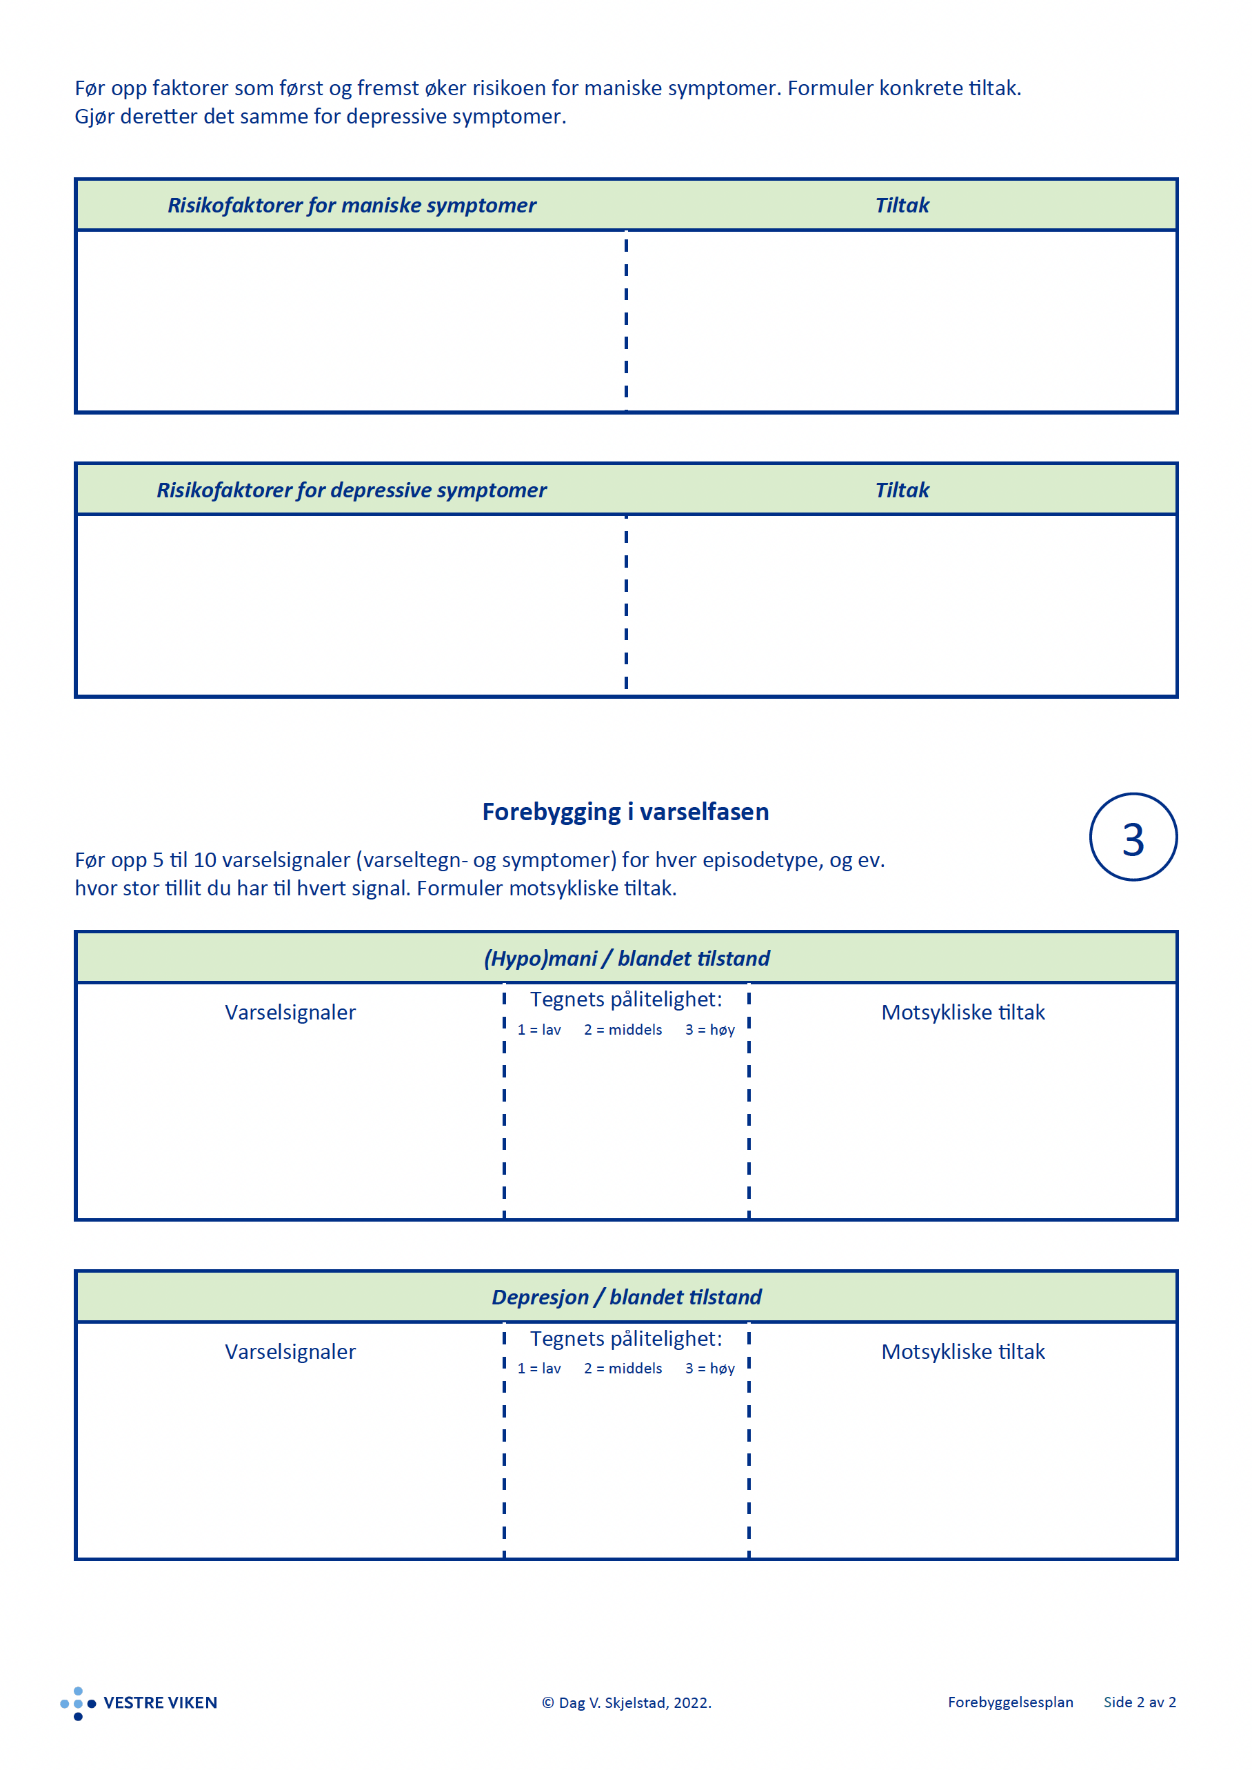 Før opp faktorer som først og fremst øker risikoen for maniske symptomer. Formuler konkrete tiltak.
Gjør deretter det samme for depressive symptomer.
Risikofaktorer for maniske symptomer
Tiltak
Risikofaktorer for depressive symptomer
Tiltak
Forebygging i varselfasen
3
Før opp 5 til 10 varselsignaler (varseltegn- og symptomer) for hver episodetype, og ev.
hvor stor tillit du har til hvert signal. Formuler motsykliske tiltak.
(Hypo)mani / blandet tilstand
Varselsignaler
Tegnets pålitelighet:
1 = lav 2 = middels 3 = høy
Motsykliske tiltak
Depresjon / blandet tilstand
Varselsignaler
Tegnets pålitelighet:
1 = lav 2 = middels 3 = høy
Motsykliske tiltak
VESTRE VIKEN
© Dag V. Skjelstad, 2022.
Forebyggelsesplan Side 2 av 2